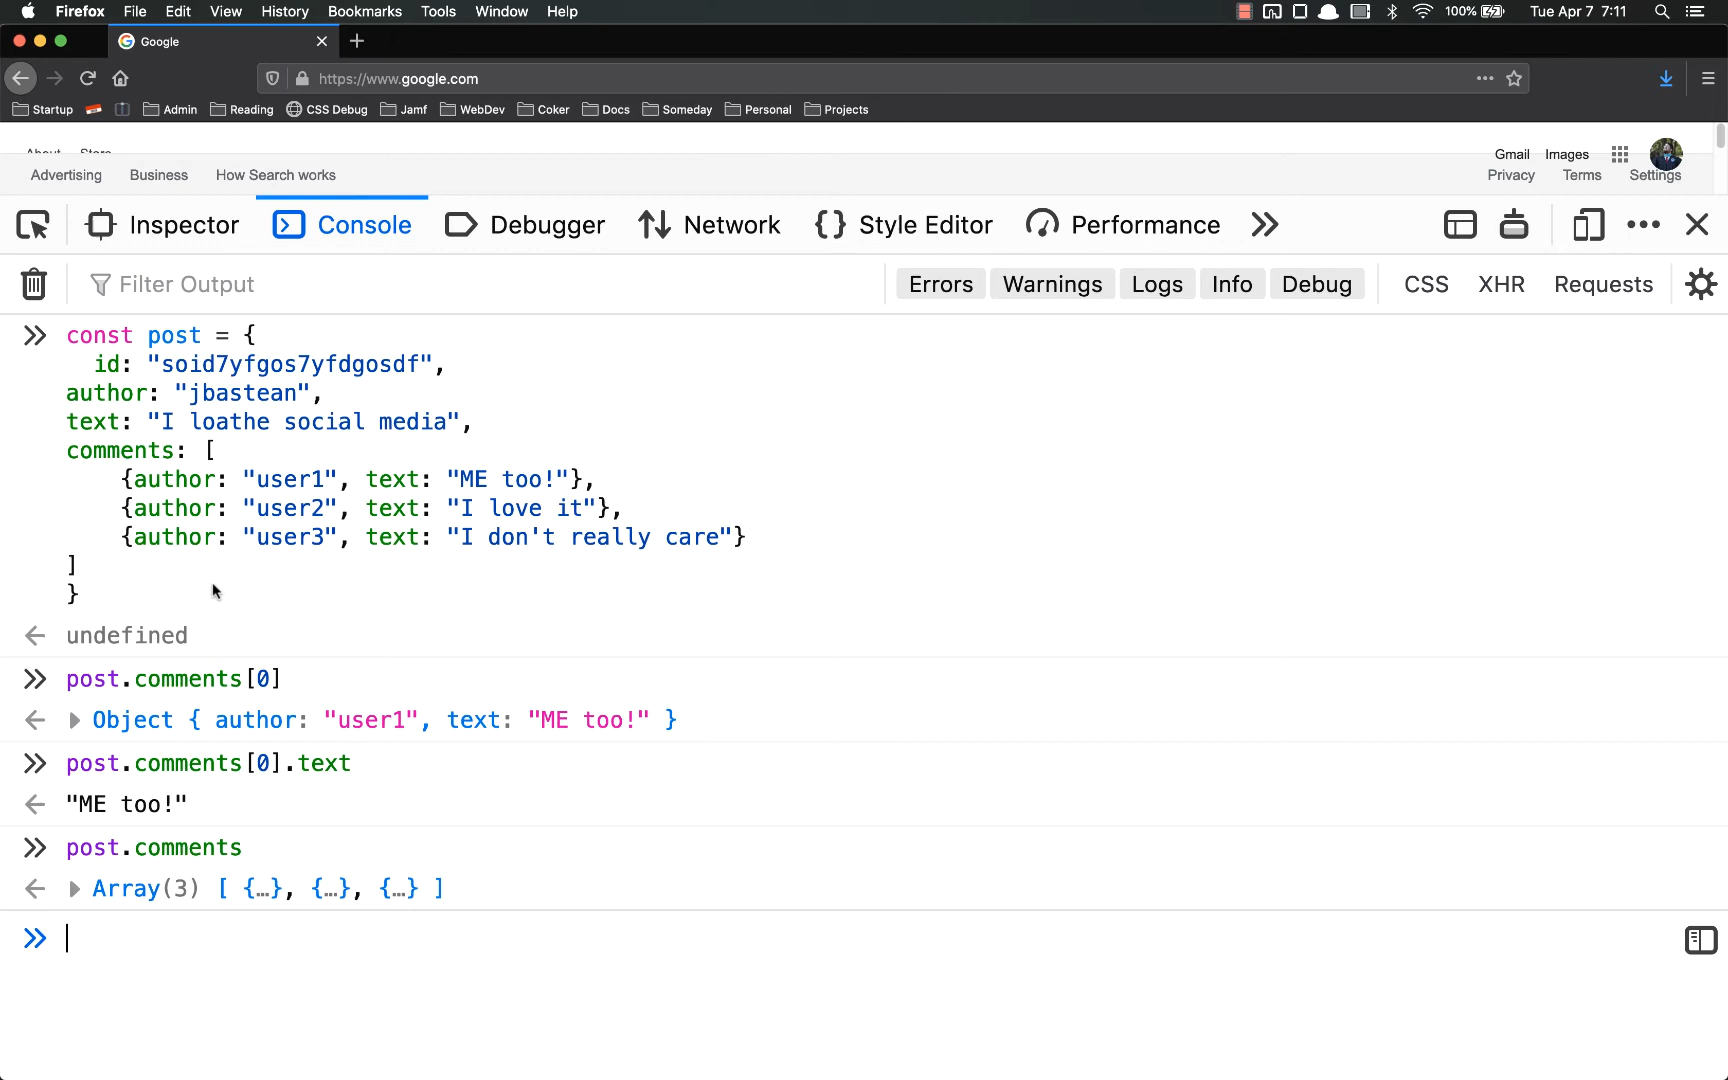 Firefox File Edit View History Bookmarks Tools Window Help 100% Tue Apr 7 7:11
Google
https://www.google.com
Startup Admin Reading CSS Debug Jamf WebDev Coker Docs Someday Personal Projects
About Store Gmail Images
Advertising Business How Search works Privacy Terms Settings
Inspector Console Debugger Network {} Style Editor Performance
Filter Output Errors Warnings Logs Info Debug CSS XHR Requests
const post = {
id: "soid7yfgos7yfdgosdf",
author: "jbastean",
text: "I loathe social media",
comments: [
{author: "user1", text: "ME too!"},
{author: "user2", text: "I love it"},
{author: "user3", text: "I don't really care"}
]
}
undefined
post.comments[0]
Object { author: "user1", text: "ME too!" }
post.comments[0].text
"ME too!"
post.comments
Array(3) [ {…}, {…}, {…} ]